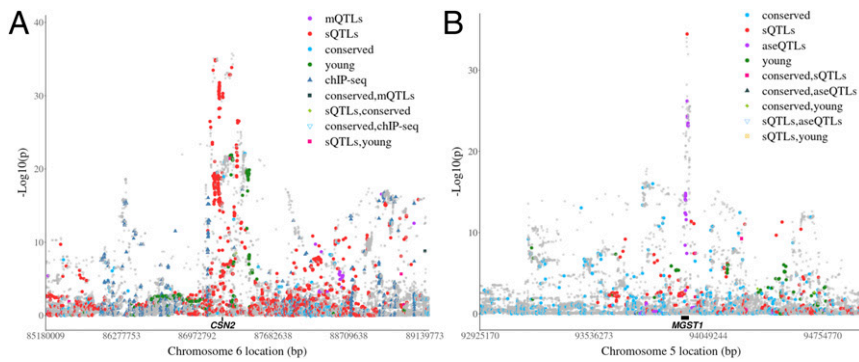 A
mQTLs
sQTLs
conserved
young
chIP-seq
conserved,mQTLs
sQTLs,conserved
conserved,chIP-seq
sQTLs,young
-Log10(p)
40
30
20
10
0
CSN2
85180009 86277753 86972792 87682638 88709638 89139773
Chromosome 6 location (bp)
B
conserved
sQTLs
aseQTLs
young
conserved,sQTLs
conserved,aseQTLs
conserved,young
sQTLs,aseQTLs
sQTLs,young
-Log10(p)
30
20
10
0
MGST1
92925170 93536273 94049244 94754770
Chromosome 5 location (bp)